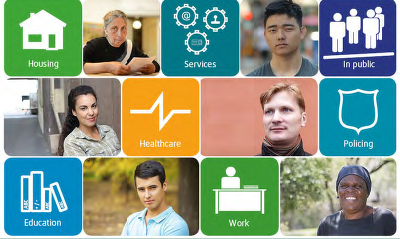 Housing
Services
In public
Healthcare
Policing
Education
Work